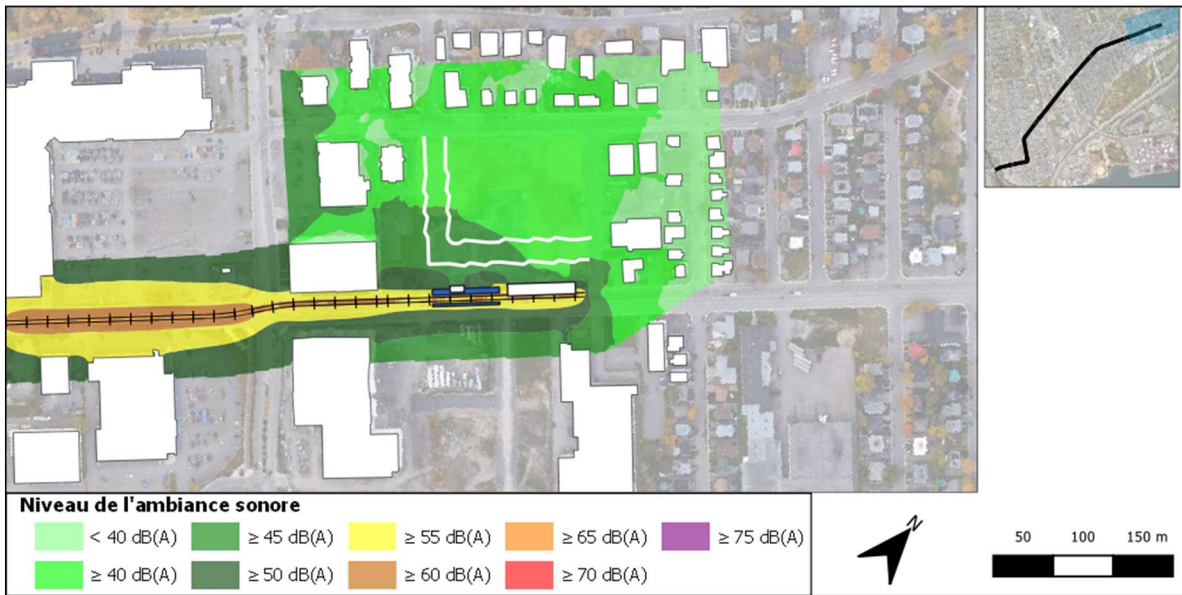 N
Niveau de l'ambiance sonore
< 40 dB(A)
≥ 45 dB(A)
≥ 55 dB(A)
≥ 65 dB(A)
≥ 75 dB(A)
≥ 40 dB(A)
≥ 50 dB(A)
≥ 60 dB(A)
≥ 70 dB(A)
50 100 150 m